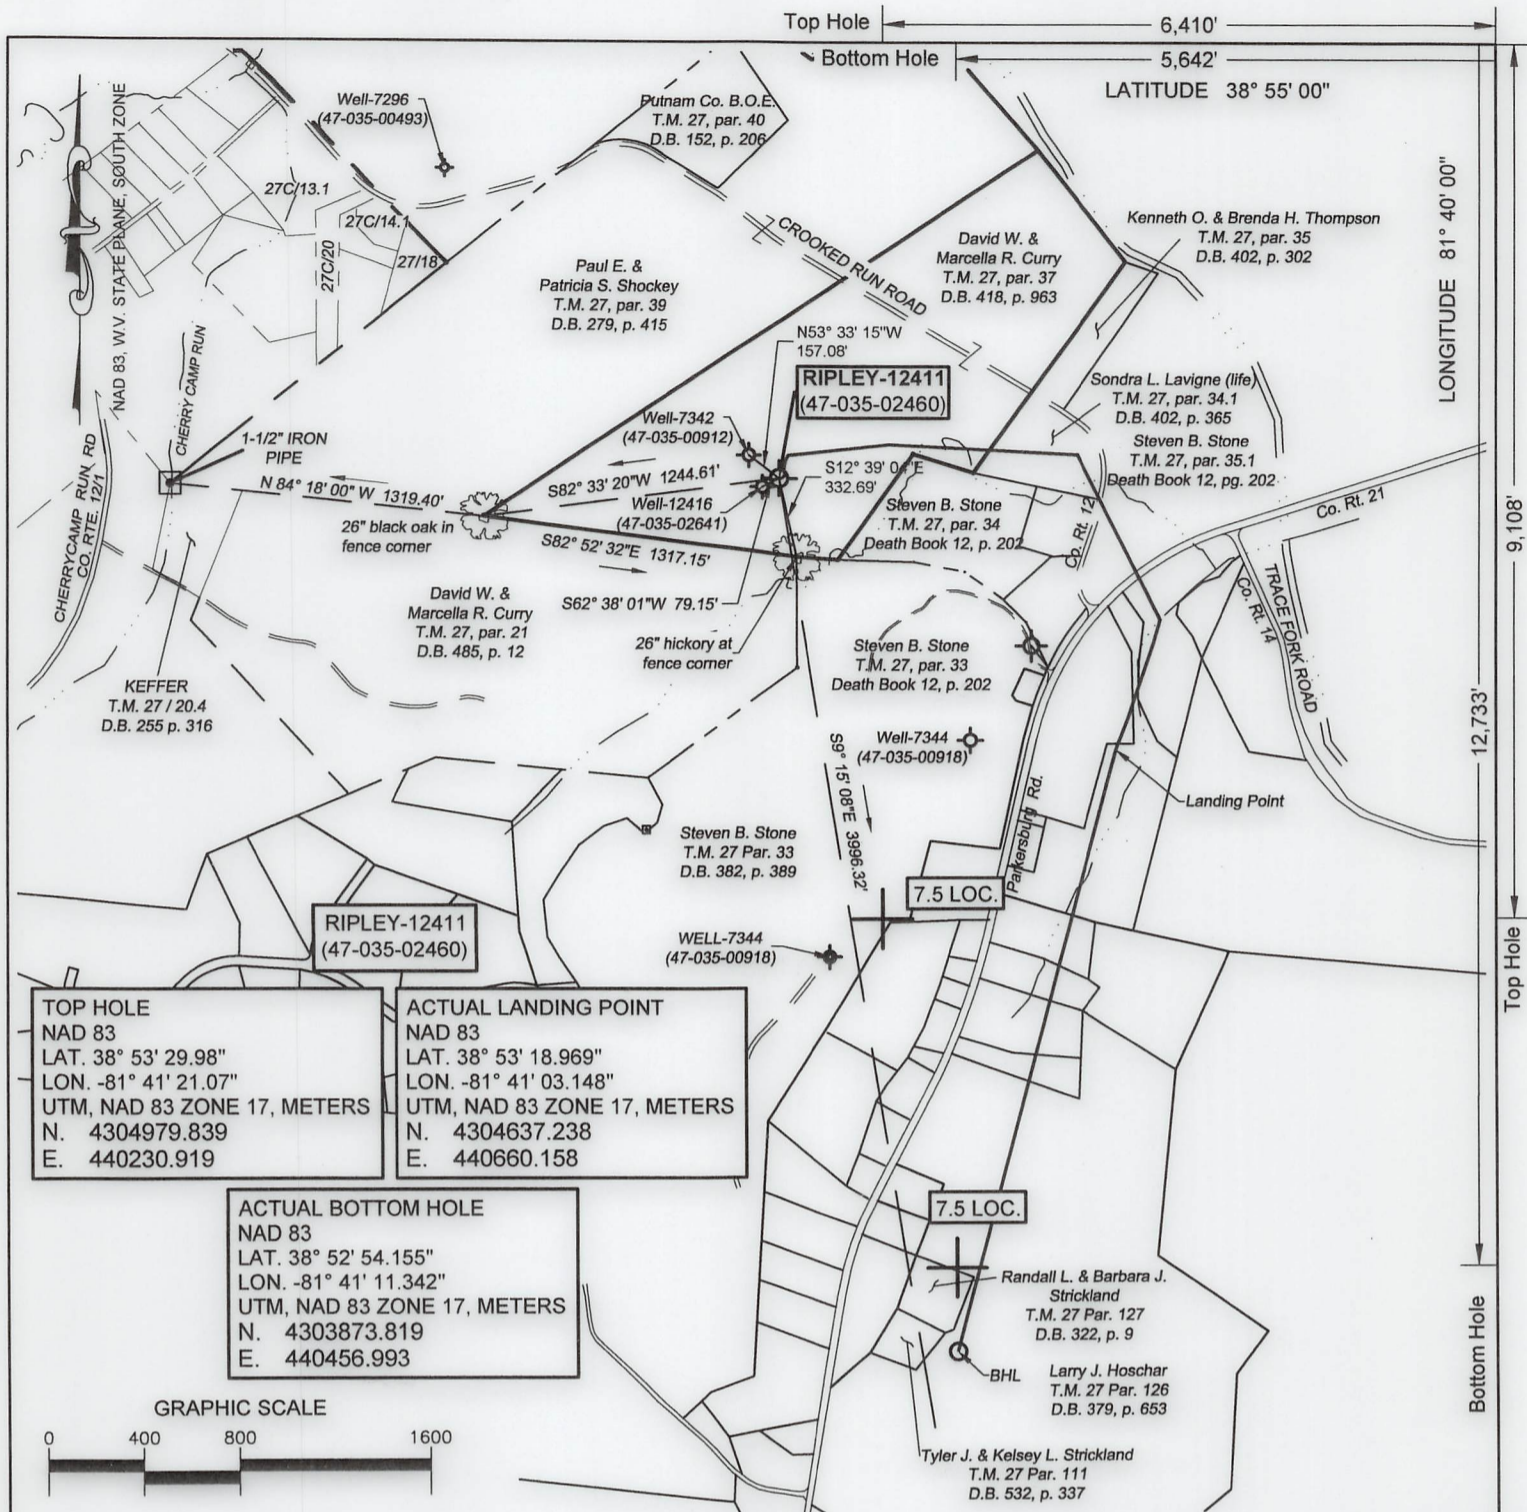 Top Hole
6,410'
Bottom Hole
5,642'
LATITUDE 38° 55' 00"
NAD 83, W.V. STATE PLANE, SOUTH ZONE
Well-7296
(47-035-00493)
Putnam Co. B.O.E.
T.M. 27, par. 40
D.B. 152, p. 206
27C/13.1
27C/14.1
27C/20
27/18
CROOKED RUN ROAD
Paul E. &
Patricia S. Shockey
T.M. 27, par. 39
D.B. 279, p. 415
David W. &
Marcella R. Curry
T.M. 27, par. 37
D.B. 418, p. 963
Kenneth O. & Brenda H. Thompson
T.M. 27, par. 35
D.B. 402, p. 302
LONGITUDE 81° 40' 00"
CHERRY CAMP RUN
N53° 33' 15"W
157.08'
RIPLEY-12411
(47-035-02460)
Sondra L. Lavigne (life)
T.M. 27, par. 34.1
D.B. 402, p. 365
Steven B. Stone
T.M. 27, par. 35.1
Death Book 12, pg. 202
Well-7342
(47-035-00912)
1-1/2" IRON
PIPE
N 84° 18' 00" W 1319.40'
S82° 33' 20"W 1244.61'
S12° 39' 04"E
332.69'
Well-12416
(47-035-02641)
26" black oak in
fence corner
S82° 52' 32"E 1317.15'
Steven B. Stone
T.M. 27, par. 34
Death Book 12, p. 202
Co. Rt. 12
Co. Rt. 21
9,108'
CHERRYCAMP RUN RD
CO. RTE. 12/1
TRACE FORK ROAD
Co. Rt. 14
David W. &
Marcella R. Curry
T.M. 27, par. 21
D.B. 485, p. 12
S62° 38' 01"W 79.15'
26" hickory at
fence corner
Steven B. Stone
T.M. 27, par. 33
Death Book 12, p. 202
KEFFER
T.M. 27 / 20.4
D.B. 255 p. 316
12,733'
Well-7344
(47-035-00918)
S9° 15' 08"E 3996.32'
Landing Point
Parkersburg Rd.
Steven B. Stone
T.M. 27 Par. 33
D.B. 382, p. 389
7.5 LOC.
RIPLEY-12411
(47-035-02460)
WELL-7344
(47-035-00918)
Top Hole
TOP HOLE
NAD 83
LAT. 38° 53' 29.98"
LON. -81° 41' 21.07"
UTM, NAD 83 ZONE 17, METERS
N. 4304979.839
E. 440230.919
ACTUAL LANDING POINT
NAD 83
LAT. 38° 53' 18.969"
LON. -81° 41' 03.148"
UTM, NAD 83 ZONE 17, METERS
N. 4304637.238
E. 440660.158
ACTUAL BOTTOM HOLE
NAD 83
LAT. 38° 52' 54.155"
LON. -81° 41' 11.342"
UTM, NAD 83 ZONE 17, METERS
N. 4303873.819
E. 440456.993
7.5 LOC.
Randall L. & Barbara J.
Strickland
T.M. 27 Par. 127
D.B. 322, p. 9
BHL
Larry J. Hoschar
T.M. 27 Par. 126
D.B. 379, p. 653
Bottom Hole
Tyler J. & Kelsey L. Strickland
T.M. 27 Par. 111
D.B. 532, p. 337
GRAPHIC SCALE
0 400 800 1600